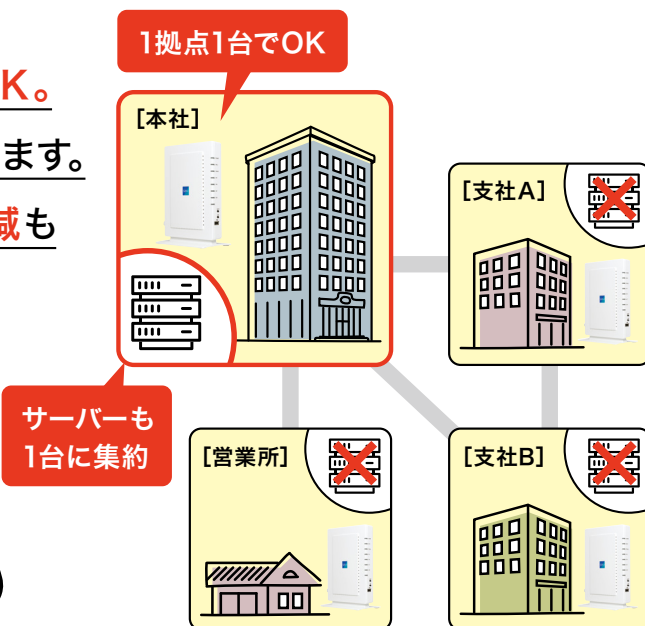 1拠点1台でOK
K。
ます。
減も
[本社]
[支社A]
サーバーも
1台に集約
[営業所]
[支社B]
)